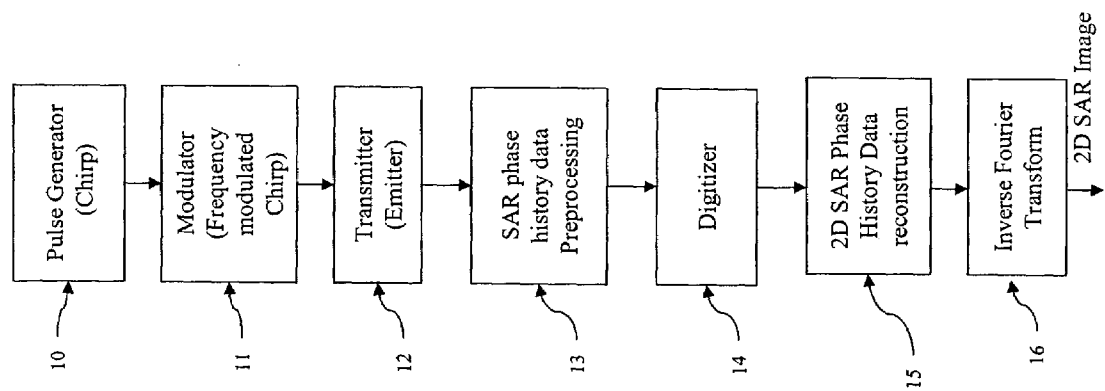 Pulse Generator
(Chirp)
10
Modulator
(Frequency
modulated
Chirp)
11
Transmitter
(Emitter)
12
SAR phase
history data
Preprocessing
13
Digitizer
14
2D SAR Phase
History Data
reconstruction
15
Inverse Fourier
Transform
16
2D SAR Image